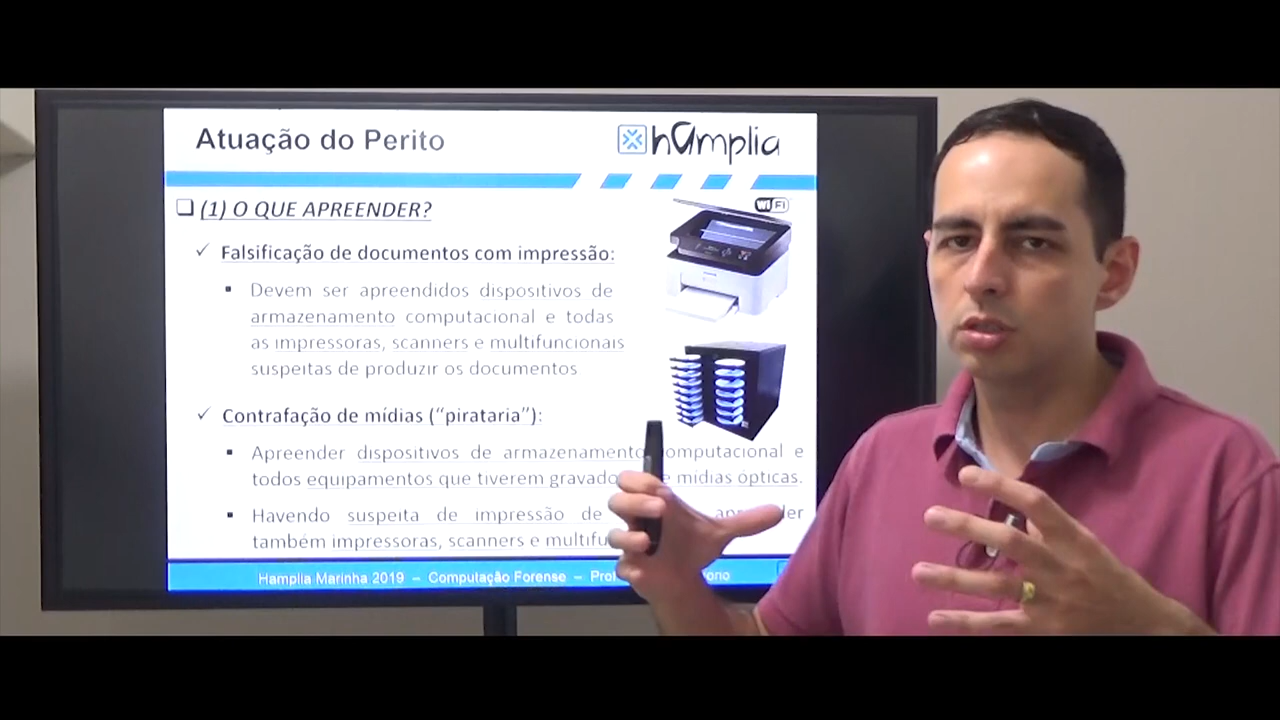 Atuação do Perito
hamplia
(1) O QUE APREENDER?
Wi Fi
Falsificação de documentos com impressão:
Devem ser apreendidos dispositivos de
armazenamento computacional e todas
as impressoras, scanners e multifuncionais
suspeitas de produzir os documentos
Contrafação de mídias (“pirataria”):
Apreender dispositivos de armazenamento computacional e
todos equipamentos que tiverem gravado e mídias ópticas.
Havendo suspeita de impressão de
também impressoras, scanners e
Hamplia Marinha 2019 – Computação Forense –